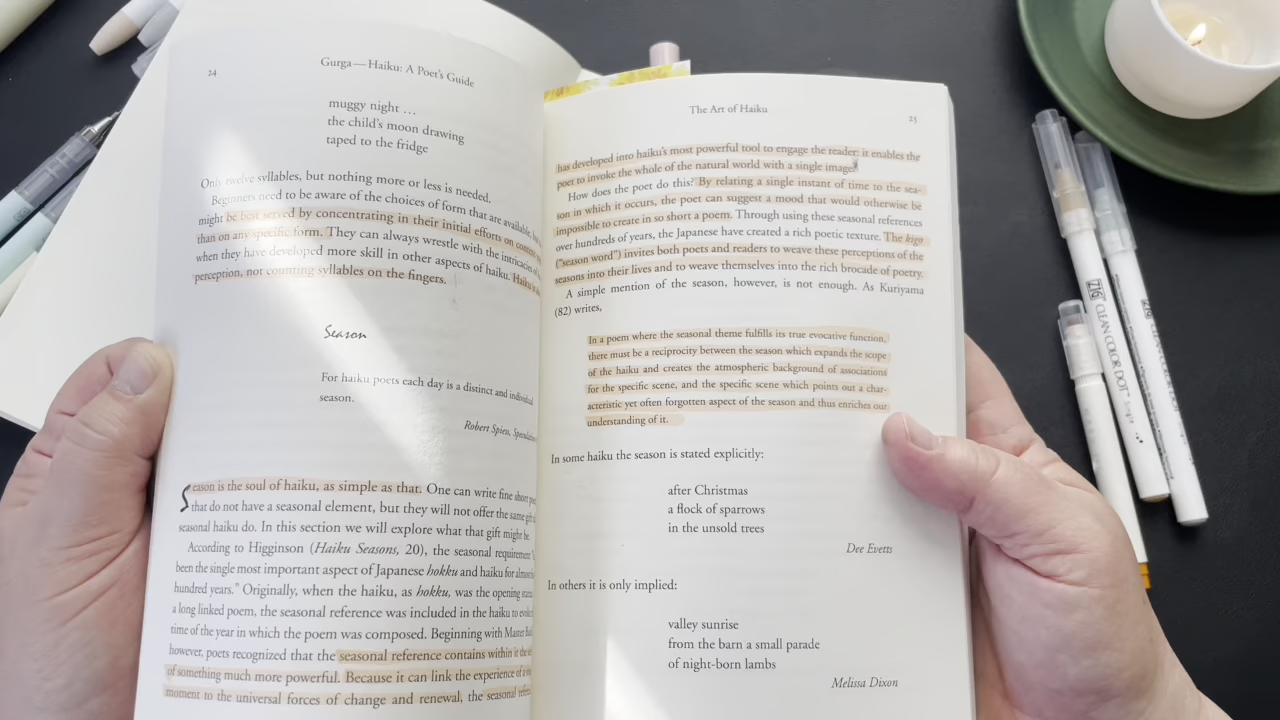 24
Gurga—Haiku: A Poet's Guide
muggy night …
the child's moon drawing
taped to the fridge
Only twelve syllables, but nothing more or less is needed.
Beginners need to be aware of the choices of form that are available,
might be best served by concentrating in their initial efforts on
than on any specific form. They can always wrestle with the intricacies
when they have developed more skill in other aspects of haiku. Haiku
perception, not counting syllables on the fingers.
Season
For haiku poets each day is a distinct and individual
season.
Robert Spiess,
Season is the soul of haiku, as simple as that. One can write fine short
that do not have a seasonal element, but they will not offer the same
seasonal haiku do. In this section we will explore what that gift might be.
According to Higginson (Haiku Seasons, 20), the seasonal requirement
been the single most important aspect of Japanese hokku and haiku for
hundred years." Originally, when the haiku, as hokku, was the opening
a long linked poem, the seasonal reference was included in the haiku to
time of the year in which the poem was composed. Beginning with Master
however, poets recognized that the seasonal reference contains within it the
of something much more powerful. Because it can link the experience of
moment to the universal forces of change and renewal, the seasonal
The Art of Haiku
25
has developed into haiku's most powerful tool to engage the reader: it enables the
poet to invoke the whole of the natural world with a single image.
How does the poet do this? By relating a single instant of time to the sea-
son in which it occurs, the poet can suggest a mood that would otherwise be
impossible to create in so short a poem. Through using these seasonal references
over hundreds of years, the Japanese have created a rich poetic texture. The kigo
("season word") invites both poets and readers to weave these perceptions of the
seasons into their lives and to weave themselves into the rich brocade of poetry.
A simple mention of the season, however, is not enough. As Kuriyama
(82) writes,
In a poem where the seasonal theme fulfills its true evocative function,
there must be a reciprocity between the season which expands the scope
of the haiku and creates the atmospheric background of associations
for the specific scene, and the specific scene which points out a char-
acteristic yet often forgotten aspect of the season and thus enriches our
understanding of it.
In some haiku the season is stated explicitly:
after Christmas
a flock of sparrows
in the unsold trees
Dee Evetts
In others it is only implied:
valley sunrise
from the barn a small parade
of night-born lambs
Melissa Dixon
ZIG CLEAN COLOR DOT